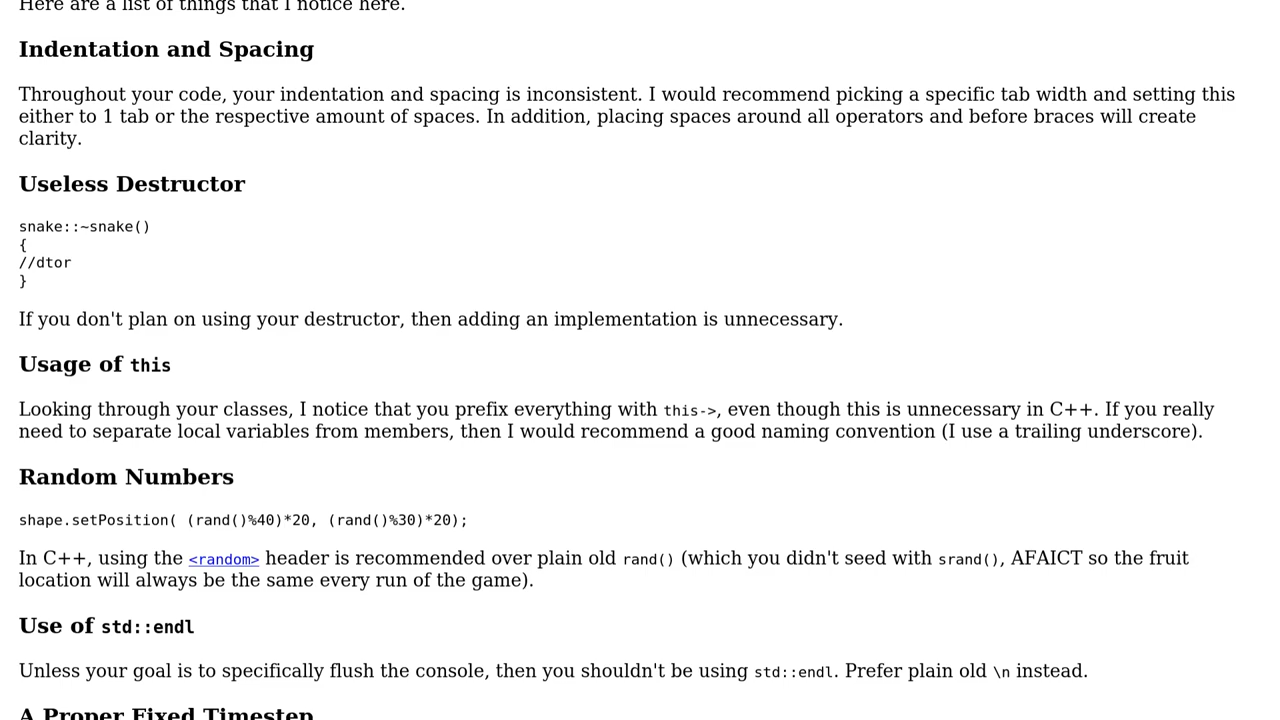 Here are a list of things that I notice here.
Indentation and Spacing
Throughout your code, your indentation and spacing is inconsistent. I would recommend picking a specific tab width and setting this
either to 1 tab or the respective amount of spaces. In addition, placing spaces around all operators and before braces will create
clarity.
Useless Destructor
snake::~snake()
{
//dtor
}
If you don't plan on using your destructor, then adding an implementation is unnecessary.
Usage of this
Looking through your classes, I notice that you prefix everything with this->, even though this is unnecessary in C++. If you really
need to separate local variables from members, then I would recommend a good naming convention (I use a trailing underscore).
Random Numbers
shape.setPosition( (rand()%40)*20, (rand()%30)*20);
In C++, using the <random> header is recommended over plain old rand() (which you didn't seed with srand(), AFAICT so the fruit
location will always be the same every run of the game).
Use of std::endl
Unless your goal is to specifically flush the console, then you shouldn't be using std::endl. Prefer plain old \n instead.
A Proper Fixed Timestep